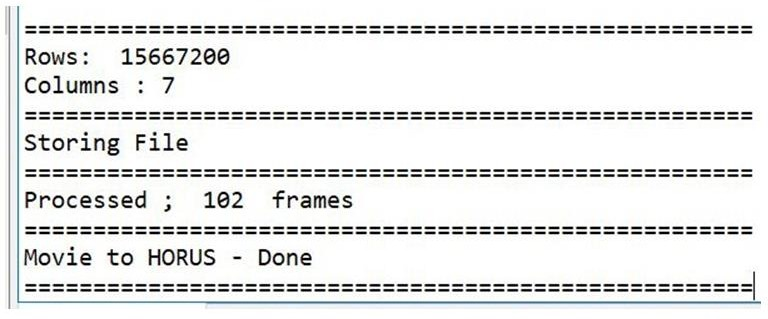 =====================================================
Rows:  15667200
Columns : 7
=====================================================
Storing File
=====================================================
Processed ;  102  frames
=====================================================
Movie to HORUS - Done
=====================================================